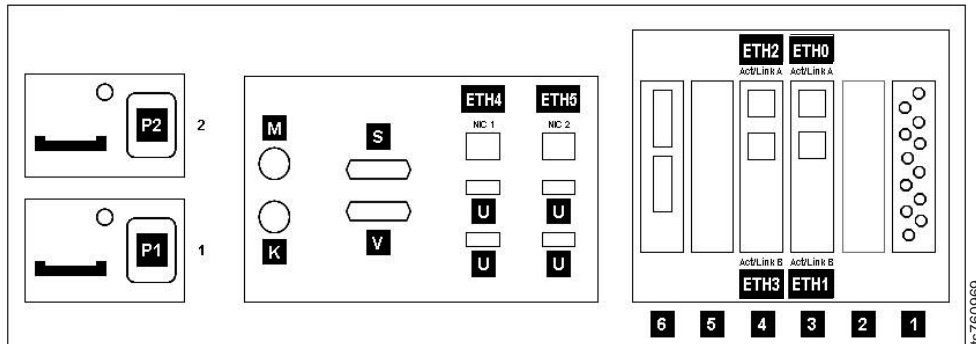 ETH2 ETH0
Act/Link A Act/Link A
P2
2
ETH4 ETH5
NIC 1 NIC 2
M
S
U U
K
V
U U
P1
1
Act/Link B Act/Link B
ETH3 ETH1
6 5 4 3 2 1